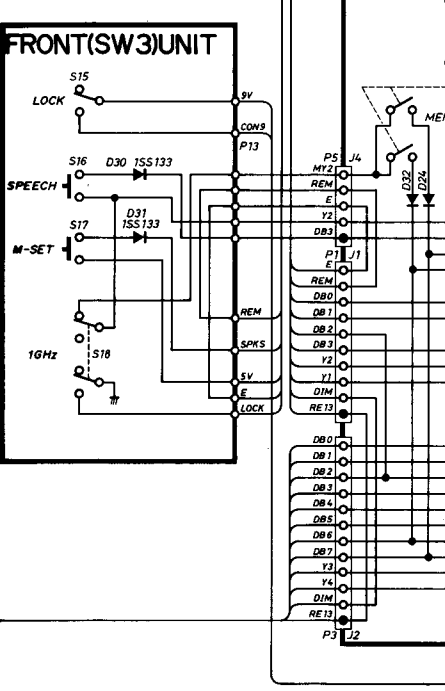 FRONT(SW3)UNIT
S15
LOCK
9V
CON9
P13
S16
D30 1SS133
SPEECH
S17
D31
1SS133
M-SET
1GHz
S18
REM
SPKS
5V
E
LOCK
P5 J4
MY2
REM
E
Y2
DB3
P1 J1
E
REM
DB0
DB1
DB2
DB3
Y2
Y1
DIM
RE13
DB0
DB1
DB2
DB3
DB4
DB5
DB6
DB7
Y3
Y4
DIM
RE13
P3 J2
D32
D24